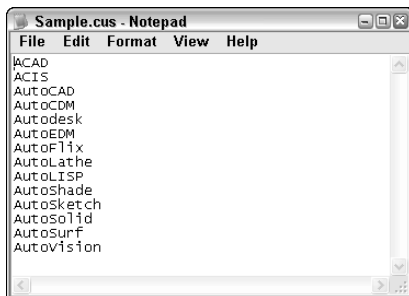 Sample.cus - Notepad
File Edit Format View Help
ACAD
ACIS
AutoCAD
AutoCDM
Autodesk
AutoEDM
AutoFlix
AutoLathe
AutoLISP
AutoShade
AutoSketch
AutoSolid
AutoSurf
AutoVision